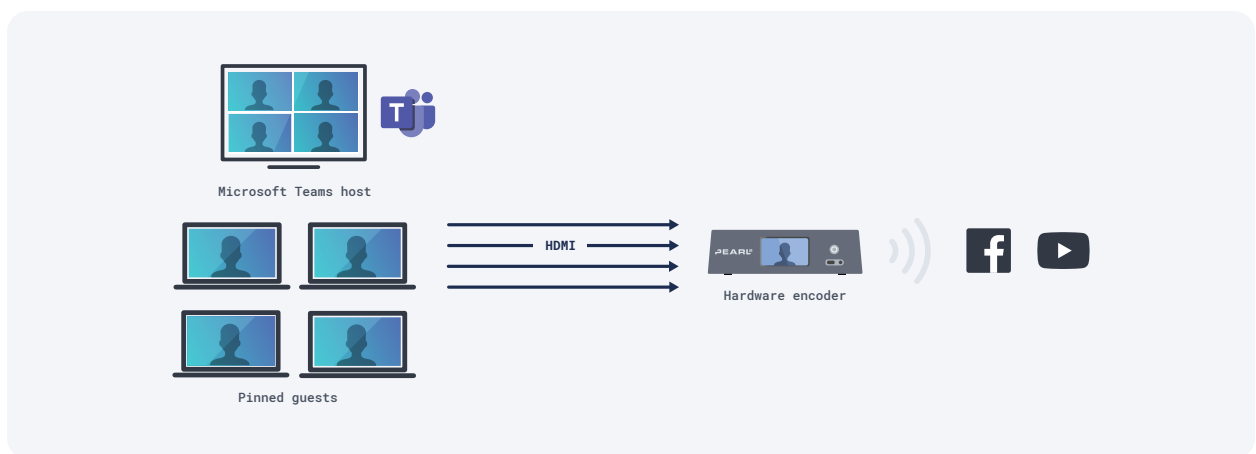 T
Microsoft Teams host
HDMI
PEARL
Hardware encoder
Pinned guests